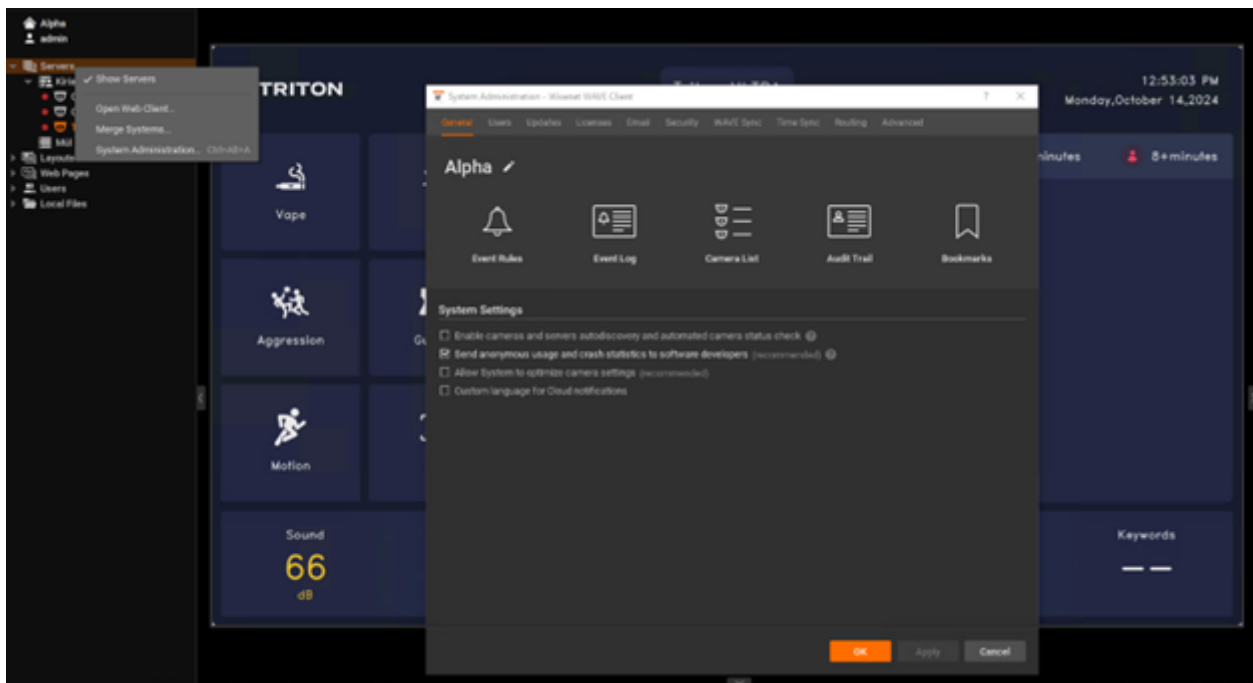 Alpha
admin
Servers
Show Servers
Open Web Client...
Merge Systems...
System Administration... Ctrl+Alt+A
Web Pages
Users
Local Files
TRITON
12:53:03 PM
Monday,October 14,2024
8+minutes
Vape
Aggression
Motion
Sound
66
dB
Keywords
— —
System Administration - Wisenet WAVE Client
? ×
General Users Updates Licenses Email Security WAVE Sync Time Sync Routing Advanced
Alpha
Event Rules Event Log Camera List Audit Trail Bookmarks
System Settings
Enable cameras and servers autodiscovery and automated camera status check
Send anonymous usage and crash statistics to software developers (recommended)
Allow System to optimize camera settings (recommended)
Custom language for Cloud notifications
OK Apply Cancel